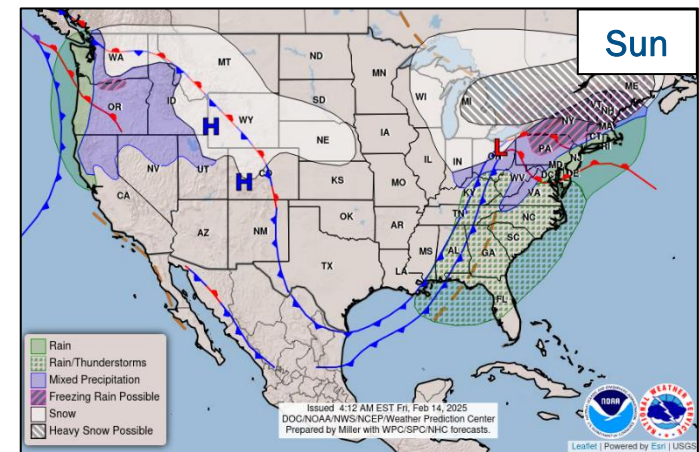 Sun
WA
MT
ND
MN
OR
ID
WY
SD
WI
MI
ME
VT
NH
NY
MA
CT
RI
H
NE
IA
IL
IN
L
PA
NJ
MD
DE
DC
NV
UT
H
CO
KS
MO
KY
WV
VA
CA
AZ
NM
OK
AR
TN
NC
SC
TX
LA
MS
AL
GA
FL
Rain
Rain/Thunderstorms
Mixed Precipitation
Freezing Rain Possible
Snow
Heavy Snow Possible
Issued 4:12 AM EST Fri, Feb 14, 2025
DOC/NOAA/NWS/NCEP/Weather Prediction Center
Prepared by Miller with WPC/SPC/NHC forecasts.
NOAA
NATIONAL WEATHER SERVICE
Leaflet | Powered by Esri | USGS